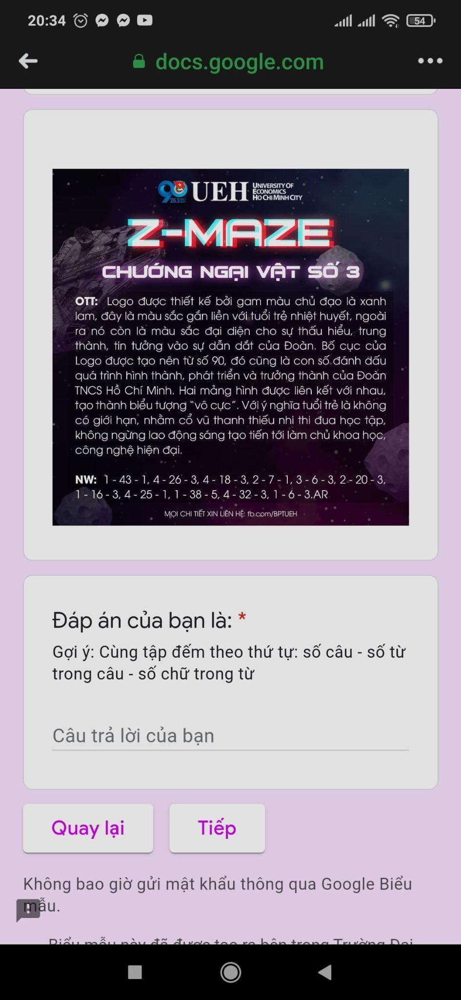 20:34
54
docs.google.com
90 UEH UNIVERSITY OF
ECONOMICS
HO CHI MINH CITY
26.3
Z-MAZE
CHƯỚNG NGẠI VẬT SỐ 3
OTT: Logo được thiết kế bởi gam màu chủ đạo là xanh
lam, đây là màu sắc gắn liền với tuổi trẻ nhiệt huyết, ngoài
ra nó còn là màu sắc đại diện cho sự thấu hiểu, trung
thành, tin tưởng vào sự dẫn dắt của Đoàn. Bố cục của
Logo được tạo nên từ số 90, đó cũng là con số đánh dấu
quá trình hình thành, phát triển và trưởng thành của Đoàn
TNCS Hồ Chí Minh. Hai mảng hình được liên kết với nhau,
tạo thành biểu tượng "vô cực". Với ý nghĩa tuổi trẻ là không
có giới hạn, nhằm cổ vũ thanh thiếu nhi thi đua học tập,
không ngừng lao động sáng tạo tiến tới làm chủ khoa học,
công nghệ hiện đại.
NW: 1 - 43 - 1, 4 - 26 - 3, 4 - 18 - 3, 2 - 7 - 1, 3 - 6 - 3, 2 - 20 - 3,
1 - 16 - 3, 4 - 25 - 1, 1 - 38 - 5, 4 - 32 - 3, 1 - 6 - 3.AR
MỌI CHI TIẾT XIN LIÊN HỆ: fb.com/BPTUEH
Đáp án của bạn là: *
Gợi ý: Cùng tập đếm theo thứ tự: số câu - số từ
trong câu - số chữ trong từ
Câu trả lời của bạn
Quay lại
Tiếp
Không bao giờ gửi mật khẩu thông qua Google Biểu
mẫu.
Biểu mẫu này đã được tạo ra bên trong Trường Đại